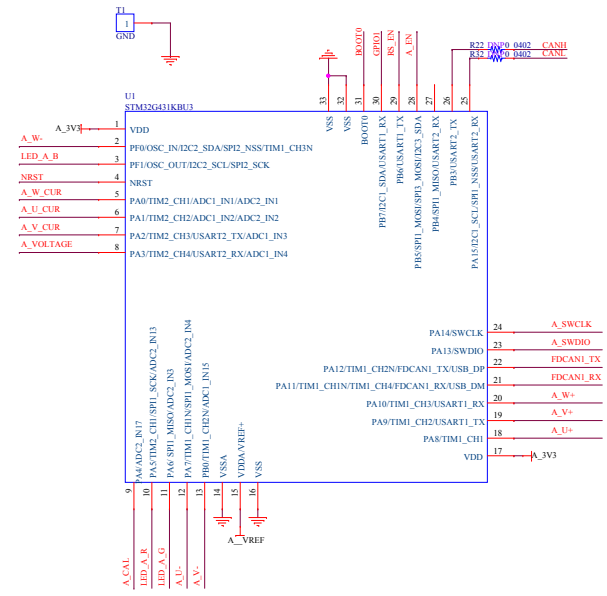 T1
1
GND
R22 DNP0_0402 CANH
R32 DNP0_0402 CANL
BOOT0
GPIO1
RS_EN
A_EN
U1
STM32G431KBU3
33
32
31
30
29
28
27
26
25
VSS
VSS
BOOT0
PB7/I2C1_SDA/USART1_RX
PB6/USART1_TX
PB5/SPI1_MOSI/SPI3_MOSI/I2C3_SDA
PB4/SPI1_MISO/USART2_RX
PB3/USART2_TX
PA15/I2C1_SCL/SPI1_NSS/USART2_RX
A_3V3 1 VDD
A_W- 2 PF0/OSC_IN/I2C2_SDA/SPI2_NSS/TIM1_CH3N
LED_A_B 3 PF1/OSC_OUT/I2C2_SCL/SPI2_SCK
NRST 4 NRST
A_W_CUR 5 PA0/TIM2_CH1/ADC1_IN1/ADC2_IN1
A_U_CUR 6 PA1/TIM2_CH2/ADC1_IN2/ADC2_IN2
A_V_CUR 7 PA2/TIM2_CH3/USART2_TX/ADC1_IN3
A_VOLTAGE 8 PA3/TIM2_CH4/USART2_RX/ADC1_IN4
PA14/SWCLK 24 A_SWCLK
PA13/SWDIO 23 A_SWDIO
PA12/TIM1_CH2N/FDCAN1_TX/USB_DP 22 FDCAN1_TX
PA11/TIM1_CH1N/TIM1_CH4/FDCAN1_RX/USB_DM 21 FDCAN1_RX
PA10/TIM1_CH3/USART1_RX 20 A_W+
PA9/TIM1_CH2/USART1_TX 19 A_V+
PA8/TIM1_CH1 18 A_U+
VDD 17 A_3V3
PA4/ADC2_IN17
PA5/TIM2_CH1/SPI1_SCK/ADC2_IN13
PA6/ SPI1_MISO/ADC2_IN3
PA7/TIM1_CH1N/SPI1_MOSI/ADC2_IN4
PB0/TIM1_CH2N/ADC1_IN15
VSSA
VDDA/VREF+
VSS
9
10
11
12
13
14
15
16
A_CAL
LED_A_R
LED_A_G
A_U-
A_V-
A__VREF